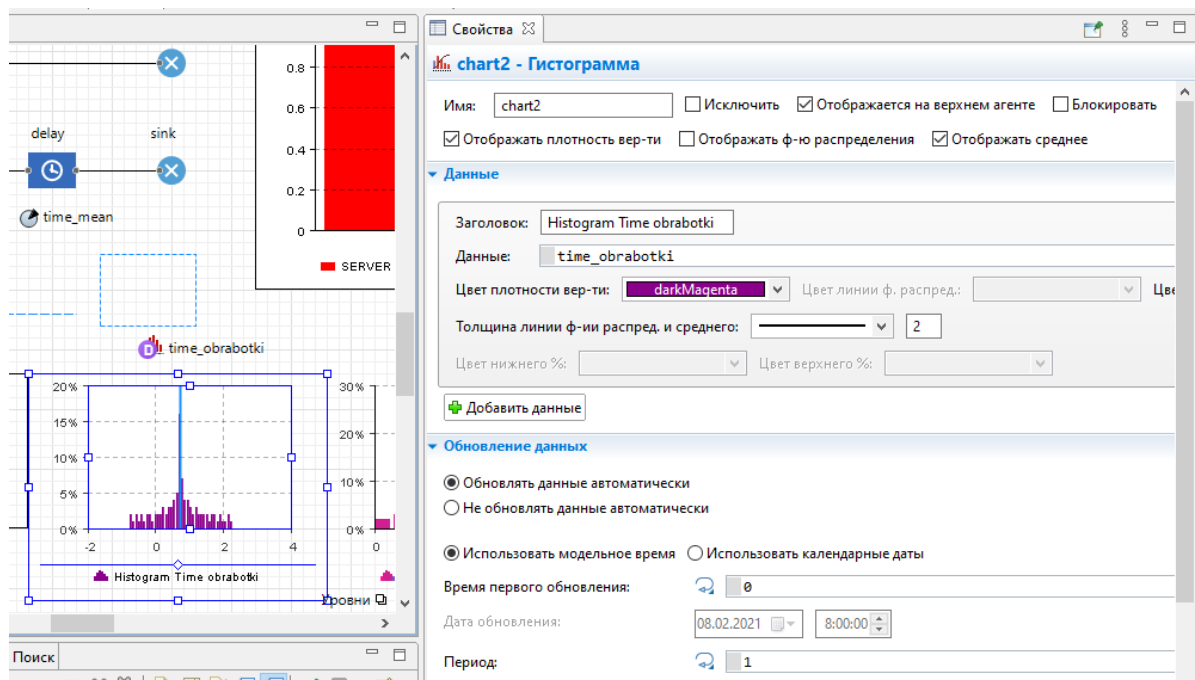 0.8
0.6
0.4
0.2
0
SERVER
delay
sink
time_mean
time_obrabotki
20%
15%
10%
5%
0%
-2
0
2
4
Histogram Time obrabotki
30%
20%
10%
0%
0
Уровни
Поиск
Свойства
chart2 - Гистограмма
Имя: chart2 Исключить Отображается на верхнем агенте Блокировать
Отображать плотность вер-ти Отображать ф-ю распределения Отображать среднее
Данные
Заголовок: Histogram Time obrabotki
Данные: time_obrabotki
Цвет плотности вер-ти: darkMagenta Цвет линии ф. распред.: Цве
Толщина линии ф-ии распред. и среднего: 2
Цвет нижнего %: Цвет верхнего %:
Добавить данные
Обновление данных
Обновлять данные автоматически
Не обновлять данные автоматически
Использовать модельное время Использовать календарные даты
Время первого обновления: 0
Дата обновления: 08.02.2021 8:00:00
Период: 1